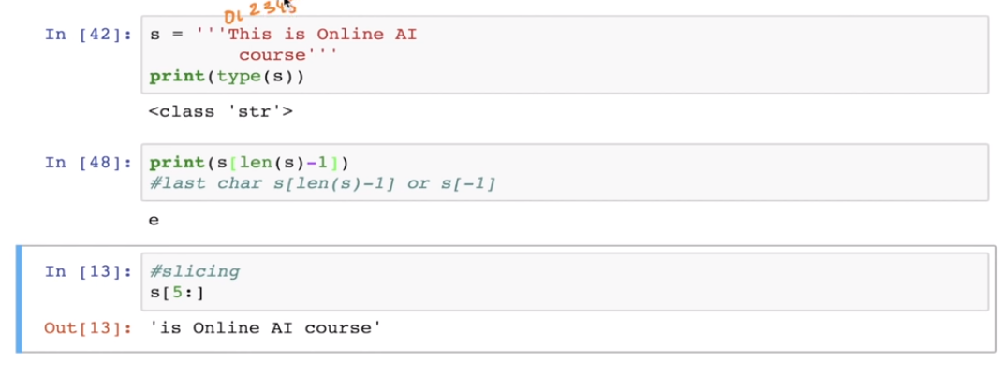 012345
In [42]: s = '''This is Online AI
course'''
print(type(s))
<class 'str'>
In [48]: print(s[len(s)-1])
#last char s[len(s)-1] or s[-1]
e
In [13]: #slicing
s[5:]
Out[13]: 'is Online AI course'